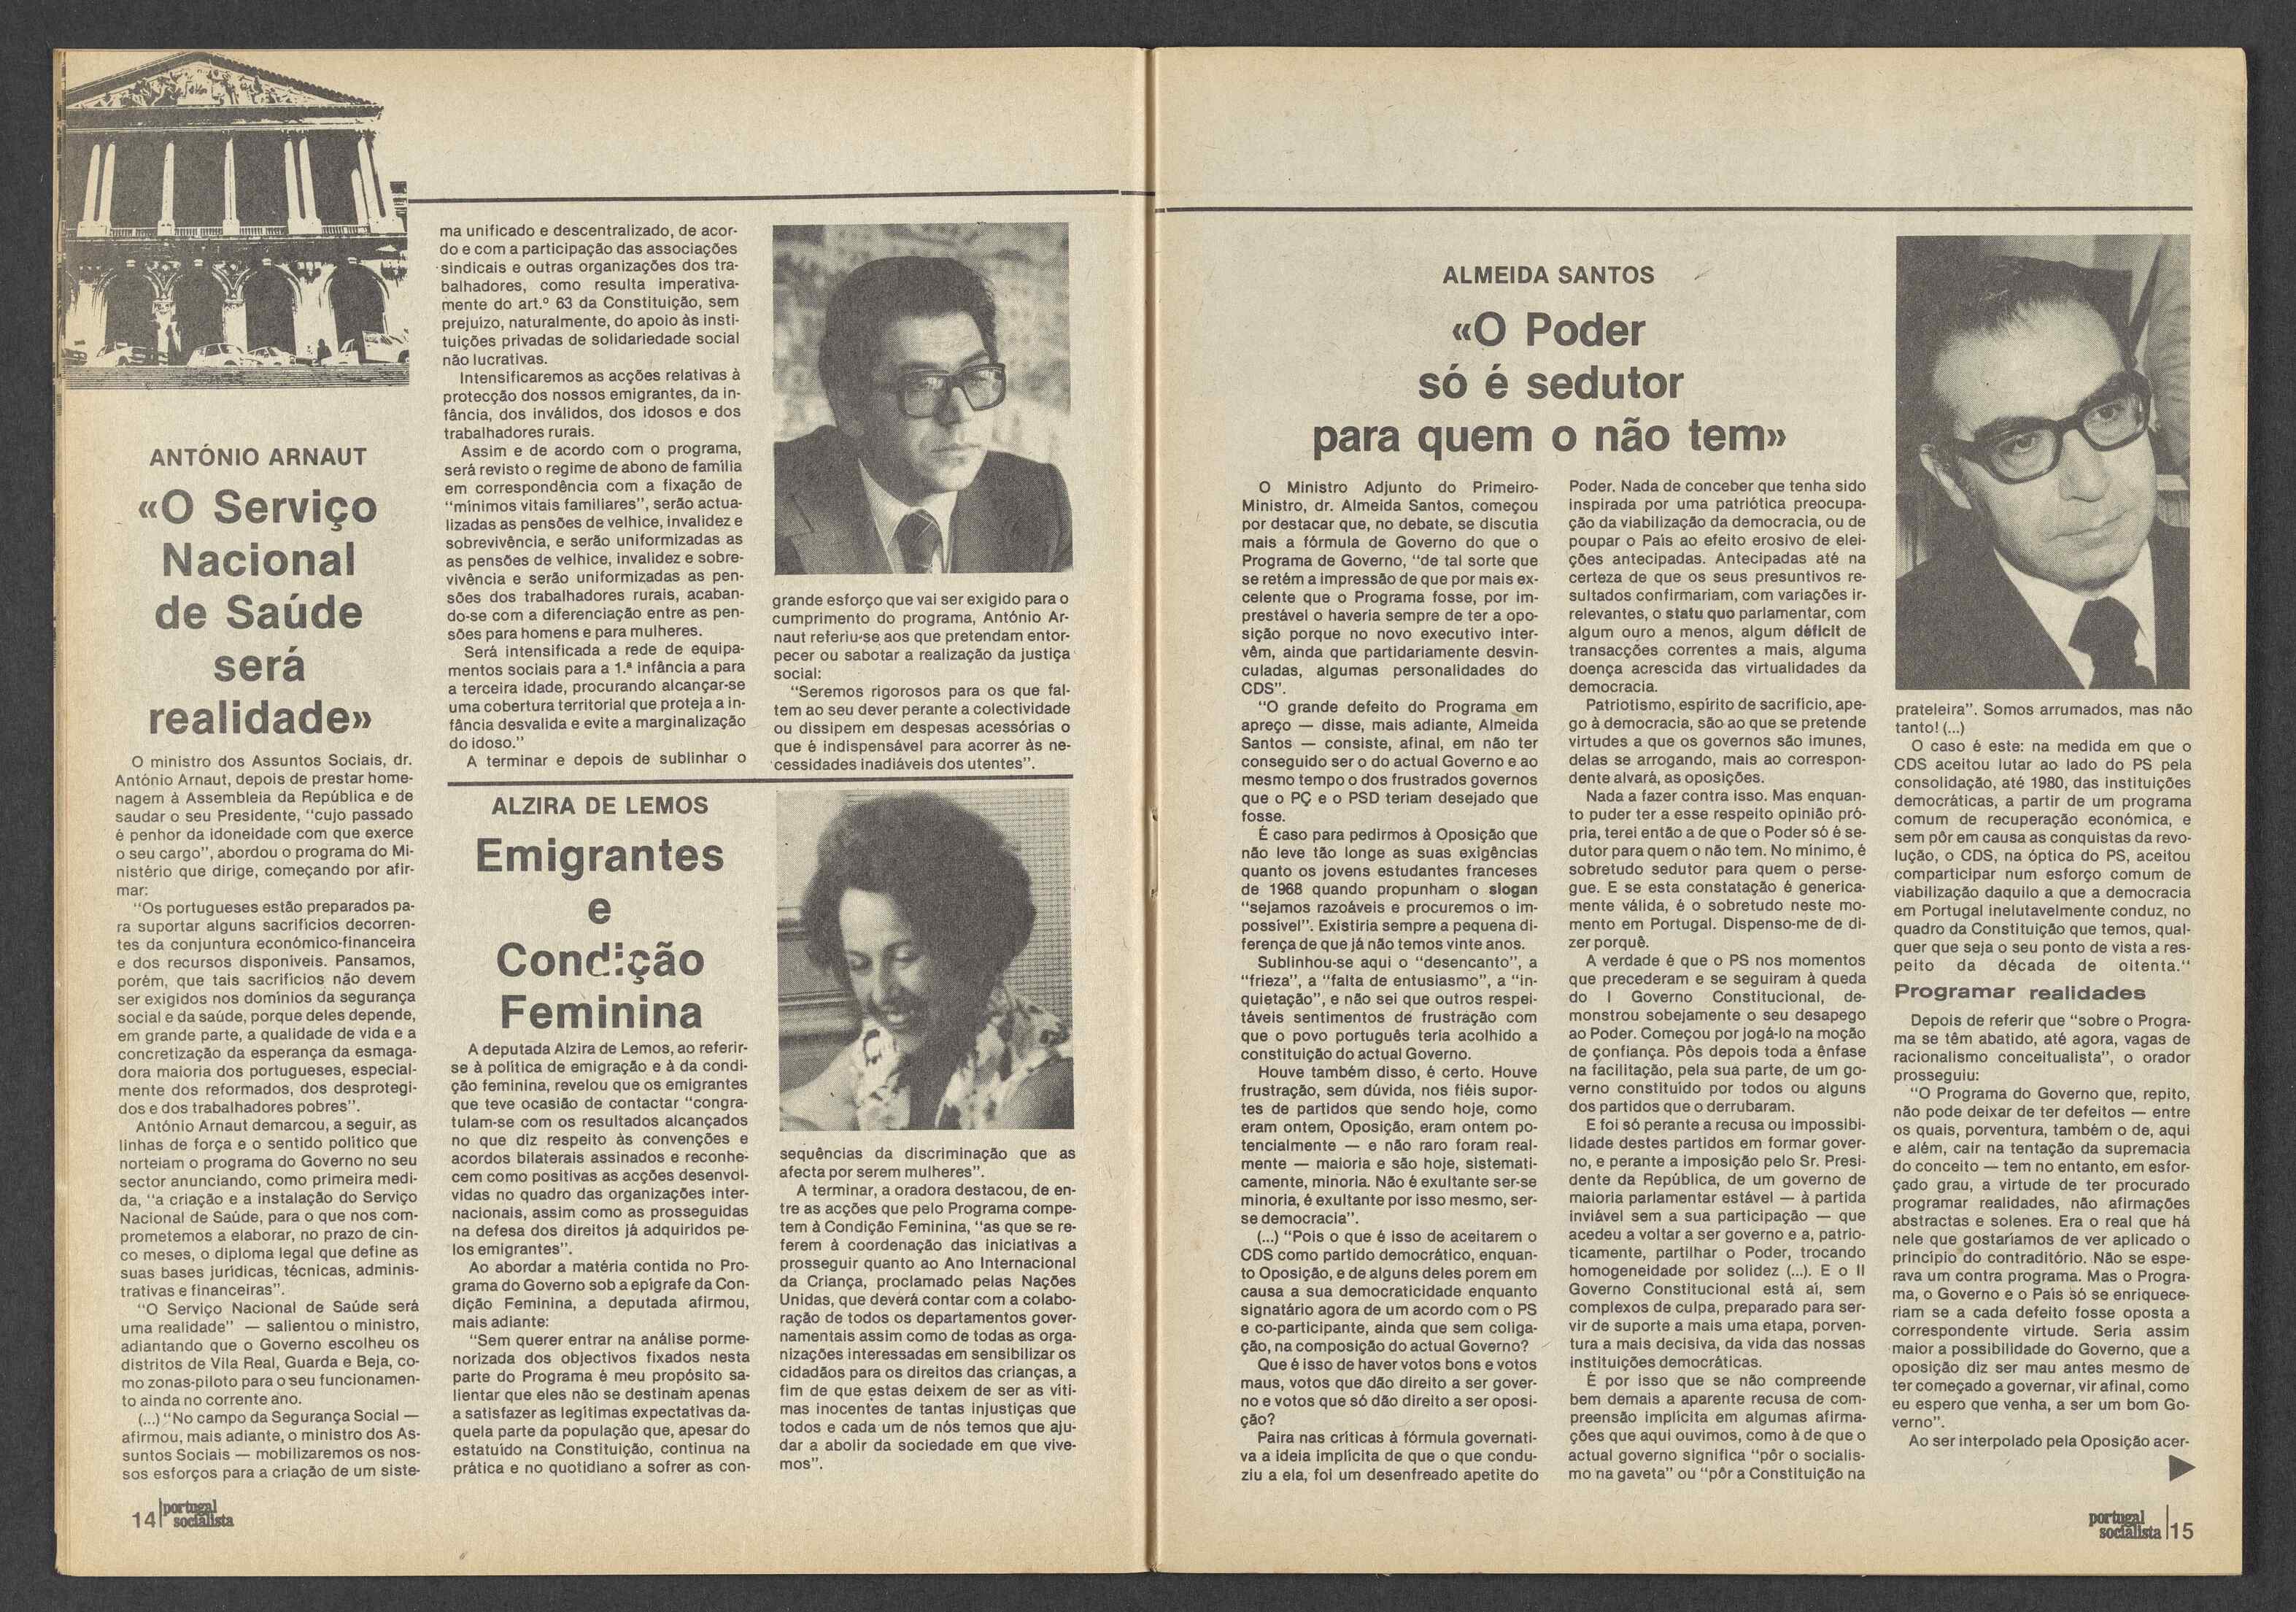 ANTÓNIO ARNAUT
«O Serviço
Nacional
de Saúde
será
realidade»
O ministro dos Assuntos Sociais, dr.
António Arnaut, depois de prestar home-
nagem à Assembleia da República e de
saudar o seu Presidente, "cujo passado
é penhor da idoneidade com que exerce
o seu cargo", abordou o programa do Mi-
nistério que dirige, começando por afir-
mar:
"Os portugueses estão preparados pa-
ra suportar alguns sacrifícios decorren-
tes da conjuntura económico-financeira
e dos recursos disponíveis. Pansamos,
porém, que tais sacrifícios não devem
ser exigidos nos domínios da segurança
social e da saúde, porque deles depende,
em grande parte, a qualidade de vida e a
concretização da esperança da esmaga-
dora maioria dos portugueses, especial-
mente dos reformados, dos desprotegi-
dos e dos trabalhadores pobres".
António Arnaut demarcou, a seguir, as
linhas de força e o sentido político que
norteiam o programa do Governo no seu
sector anunciando, como primeira medi-
da, "a criação e a instalação do Serviço
Nacional de Saúde, para o que nos com-
prometemos a elaborar, no prazo de cin-
co meses, o diploma legal que define as
suas bases jurídicas, técnicas, adminis-
trativas e financeiras".
"O Serviço Nacional de Saúde será
uma realidade" — salientou o ministro,
adiantando que o Governo escolheu os
distritos de Vila Real, Guarda e Beja, co-
mo zonas-piloto para o seu funcionamen-
to ainda no corrente ano.
(...) "No campo da Segurança Social —
afirmou, mais adiante, o ministro dos As-
suntos Sociais — mobilizaremos os nos-
sos esforços para a criação de um siste-
ma unificado e descentralizado, de acor-
do e com a participação das associações
sindicais e outras organizações dos tra-
balhadores, como resulta imperativa-
mente do art.º 63 da Constituição, sem
prejuízo, naturalmente, do apoio às insti-
tuições privadas de solidariedade social
não lucrativas.
Intensificaremos as acções relativas à
protecção dos nossos emigrantes, da in-
fância, dos inválidos, dos idosos e dos
trabalhadores rurais.
Assim e de acordo com o programa,
será revisto o regime de abono de família
em correspondência com a fixação de
"mínimos vitais familiares", serão actua-
lizadas as pensões de velhice, invalidez e
sobrevivência, e serão uniformizadas as
as pensões de velhice, invalidez e sobre-
vivência e serão uniformizadas as pen-
sões dos trabalhadores rurais, acaban-
do-se com a diferenciação entre as pen-
sões para homens e para mulheres.
Será intensificada a rede de equipa-
mentos sociais para a 1.ª infância a para
a terceira idade, procurando alcançar-se
uma cobertura territorial que proteja a in-
fância desvalida e evite a marginalização
do idoso."
A terminar e depois de sublinhar o
grande esforço que vai ser exigido para o
cumprimento do programa, António Ar-
naut referiu-se aos que pretendam entor-
pecer ou sabotar a realização da justiça
social:
"Seremos rigorosos para os que fal-
tem ao seu dever perante a colectividade
ou dissipem em despesas acessórias o
que é indispensável para acorrer às ne-
cessidades inadiáveis dos utentes".
ALZIRA DE LEMOS
Emigrantes
e
Condição
Feminina
A deputada Alzira de Lemos, ao referir-
se à política de emigração e à da condi-
ção feminina, revelou que os emigrantes
que teve ocasião de contactar "congra-
tulam-se com os resultados alcançados
no que diz respeito às convenções e
acordos bilaterais assinados e reconhe-
cem como positivas as acções desenvol-
vidas no quadro das organizações inter-
nacionais, assim como as prosseguidas
na defesa dos direitos já adquiridos pe-
los emigrantes".
Ao abordar a matéria contida no Pro-
grama do Governo sob a epígrafe da Con-
dição Feminina, a deputada afirmou,
mais adiante:
"Sem querer entrar na análise porme-
norizada dos objectivos fixados nesta
parte do Programa é meu propósito sa-
lientar que eles não se destinam apenas
a satisfazer as legítimas expectativas da-
quela parte da população que, apesar do
estatuído na Constituição, continua na
prática e no quotidiano a sofrer as con-
sequências da discriminação que as
afecta por serem mulheres".
A terminar, a oradora destacou, de en-
tre as acções que pelo Programa compe-
tem à Condição Feminina, "as que se re-
ferem à coordenação das iniciativas a
prosseguir quanto ao Ano Internacional
da Criança, proclamado pelas Nações
Unidas, que deverá contar com a colabo-
ração de todos os departamentos gover-
namentais assim como de todas as orga-
nizações interessadas em sensibilizar os
cidadãos para os direitos das crianças, a
fim de que estas deixem de ser as víti-
mas inocentes de tantas injustiças que
todos e cada um de nós temos que aju-
dar a abolir da sociedade em que vive-
mos".
14 portugal
socialista
ALMEIDA SANTOS
«O Poder
só é sedutor
para quem o não tem»
O Ministro Adjunto do Primeiro-
Ministro, dr. Almeida Santos, começou
por destacar que, no debate, se discutia
mais a fórmula de Governo do que o
Programa de Governo, "de tal sorte que
se retém a impressão de que por mais ex-
celente que o Programa fosse, por im-
prestável o haveria sempre de ter a opo-
sição porque no novo executivo inter-
vêm, ainda que partidariamente desvin-
culadas, algumas personalidades do
CDS".
"O grande defeito do Programa em
apreço — disse, mais adiante, Almeida
Santos — consiste, afinal, em não ter
conseguido ser o do actual Governo e ao
mesmo tempo o dos frustrados governos
que o PÇ e o PSD teriam desejado que
fosse.
É caso para pedirmos à Oposição que
não leve tão longe as suas exigências
quanto os jovens estudantes franceses
de 1968 quando propunham o slogan
"sejamos razoáveis e procuremos o im-
possível". Existiria sempre a pequena di-
ferença de que já não temos vinte anos.
Sublinhou-se aqui o "desencanto", a
"frieza", a "falta de entusiasmo", a "in-
quietação", e não sei que outros respei-
táveis sentimentos de frustração com
que o povo português teria acolhido a
constituição do actual Governo.
Houve também disso, é certo. Houve
frustração, sem dúvida, nos fiéis supor-
tes de partidos que sendo hoje, como
eram ontem, Oposição, eram ontem po-
tencialmente — e não raro foram real-
mente — maioria e são hoje, sistemati-
camente, minoria. Não é exultante ser-se
minoria, é exultante por isso mesmo, ser-
se democracia".
(...) "Pois o que é isso de aceitarem o
CDS como partido democrático, enquan-
to Oposição, e de alguns deles porem em
causa a sua democraticidade enquanto
signatário agora de um acordo com o PS
e co-participante, ainda que sem coliga-
ção, na composição do actual Governo?
Que é isso de haver votos bons e votos
maus, votos que dão direito a ser gover-
no e votos que só dão direito a ser oposi-
ção?
Paira nas críticas à fórmula governati-
va a ideia implícita de que o que condu-
ziu a ela, foi um desenfreado apetite do
Poder. Nada de conceber que tenha sido
inspirada por uma patriótica preocupa-
ção da viabilização da democracia, ou de
poupar o País ao efeito erosivo de elei-
ções antecipadas. Antecipadas até na
certeza de que os seus presuntivos re-
sultados confirmariam, com variações ir-
relevantes, o statu quo parlamentar, com
algum ouro a menos, algum déficit de
transacções correntes a mais, alguma
doença acrescida das virtualidades da
democracia.
Patriotismo, espírito de sacrifício, ape-
go à democracia, são ao que se pretende
virtudes a que os governos são imunes,
delas se arrogando, mais ao correspon-
dente alvará, as oposições.
Nada a fazer contra isso. Mas enquan-
to puder ter a esse respeito opinião pró-
pria, terei então a de que o Poder só é se-
dutor para quem o não tem. No mínimo, é
sobretudo sedutor para quem o perse-
gue. E se esta constatação é generica-
mente válida, é o sobretudo neste mo-
mento em Portugal. Dispenso-me de di-
zer porquê.
A verdade é que o PS nos momentos
que precederam e se seguiram à queda
do I Governo Constitucional, de-
monstrou sobejamente o seu desapego
ao Poder. Começou por jogá-lo na moção
de confiança. Pôs depois toda a ênfase
na facilitação, pela sua parte, de um go-
verno constituído por todos ou alguns
dos partidos que o derrubaram.
E foi só perante a recusa ou impossibi-
lidade destes partidos em formar gover-
no, e perante a imposição pelo Sr. Presi-
dente da República, de um governo de
maioria parlamentar estável — à partida
inviável sem a sua participação — que
acedeu a voltar a ser governo e a, patrio-
ticamente, partilhar o Poder, trocando
homogeneidade por solidez (...). E o II
Governo Constitucional está aí, sem
complexos de culpa, preparado para ser-
vir de suporte a mais uma etapa, porven-
tura a mais decisiva, da vida das nossas
instituições democráticas.
É por isso que se não compreende
bem demais a aparente recusa de com-
preensão implícita em algumas afirma-
ções que aqui ouvimos, como à de que o
actual governo significa "pôr o socialis-
mo na gaveta" ou "pôr a Constituição na
prateleira". Somos arrumados, mas não
tanto! (...)
O caso é este: na medida em que o
CDS aceitou lutar ao lado do PS pela
consolidação, até 1980, das instituições
democráticas, a partir de um programa
comum de recuperação económica, e
sem pôr em causa as conquistas da revo-
lução, o CDS, na óptica do PS, aceitou
comparticipar num esforço comum de
viabilização daquilo a que a democracia
em Portugal inelutavelmente conduz, no
quadro da Constituição que temos, qual-
quer que seja o seu ponto de vista a res-
peito da década de oitenta."
Programar realidades
Depois de referir que "sobre o Progra-
ma se têm abatido, até agora, vagas de
racionalismo conceitualista", o orador
prosseguiu:
"O Programa do Governo que, repito,
não pode deixar de ter defeitos — entre
os quais, porventura, também o de, aqui
e além, cair na tentação da supremacia
do conceito — tem no entanto, em esfor-
çado grau, a virtude de ter procurado
programar realidades, não afirmações
abstractas e solenes. Era o real que há
nele que gostaríamos de ver aplicado o
princípio do contraditório. Não se espe-
rava um contra programa. Mas o Progra-
ma, o Governo e o País só se enriquece-
riam se a cada defeito fosse oposta a
correspondente virtude. Seria assim
maior a possibilidade do Governo, que a
oposição diz ser mau antes mesmo de
ter começado a governar, vir afinal, como
eu espero que venha, a ser um bom Go-
verno".
Ao ser interpolado pela Oposição acer-
portugal
socialista 15